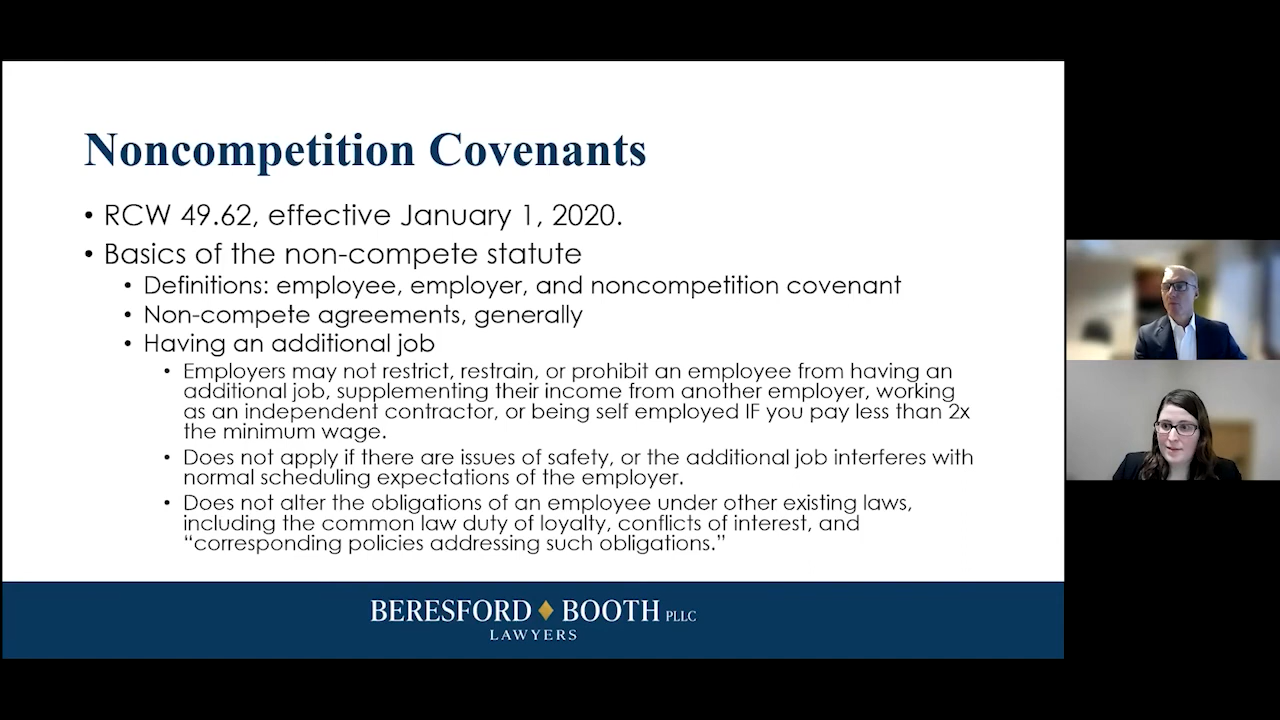 Noncompetition Covenants
• RCW 49.62, effective January 1, 2020.
• Basics of the non-compete statute
• Definitions: employee, employer, and noncompetition covenant
• Non-compete agreements, generally
• Having an additional job
• Employers may not restrict, restrain, or prohibit an employee from having an
additional job, supplementing their income from another employer, working
as an independent contractor, or being self employed IF you pay less than 2x
the minimum wage.
• Does not apply if there are issues of safety, or the additional job interferes with
normal scheduling expectations of the employer.
• Does not alter the obligations of an employee under other existing laws,
including the common law duty of loyalty, conflicts of interest, and
“corresponding policies addressing such obligations.”
BERESFORD BOOTH PLLC
LAWYERS